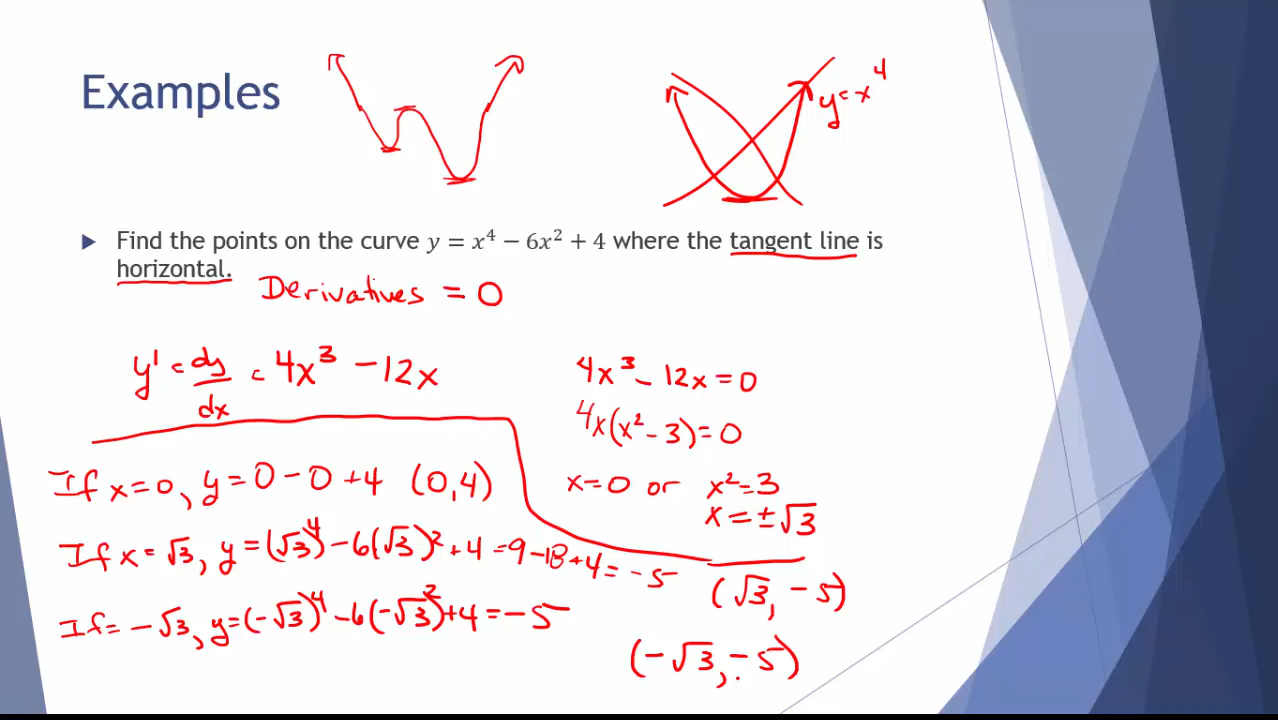 Examples
y=x⁴
▶ Find the points on the curve y = x⁴ − 6x² + 4 where the tangent line is
horizontal.
Derivatives = 0
y' = dy/dx = 4x³ − 12x
4x³ − 12x = 0
4x(x² − 3) = 0
x=0 or x²=3
x = ±√3
If x=0, y=0−0+4 (0,4)
If x=√3, y=(√3)⁴−6(√3)²+4=9−18+4=−5
(√3, −5)
If= −√3, y=(−√3)⁴−6(−√3)²+4=−5
(−√3, −5)